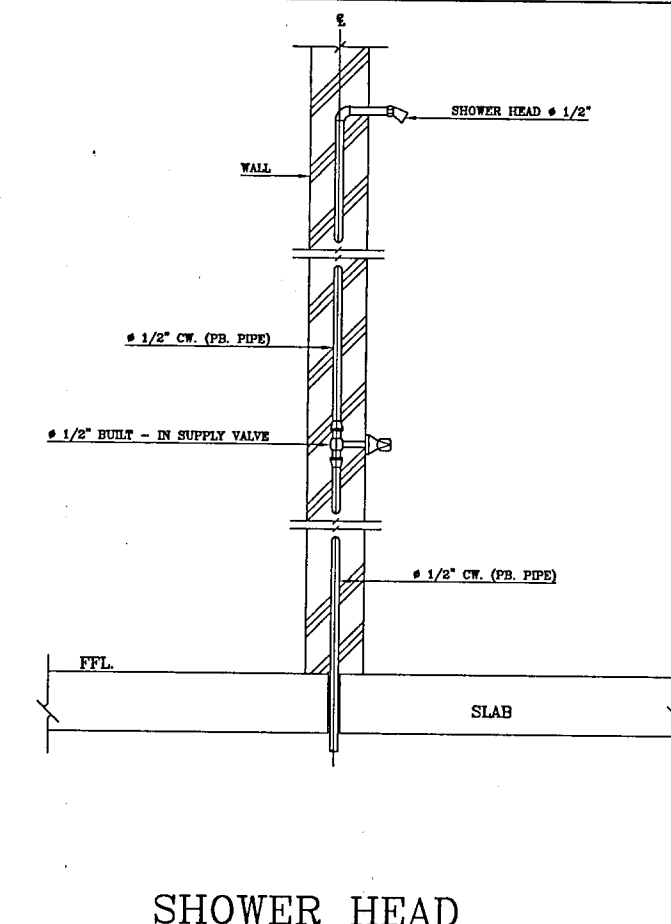 ℄
SHOWER HEAD ø 1/2"
WALL
ø 1/2" CW. (PB. PIPE)
ø 1/2" BUILT - IN SUPPLY VALVE
ø 1/2" CW. (PB. PIPE)
FFL.
SLAB
SHOWER HEAD